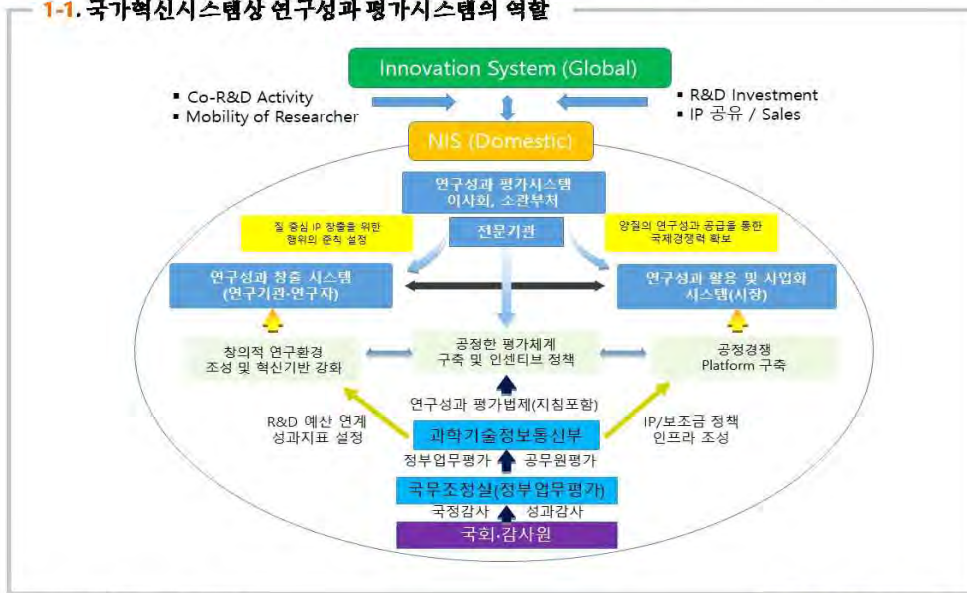 1-1. 국가혁신시스템상 연구성과 평가시스템의 역할
Innovation System (Global)
▪ Co-R&D Activity
▪ Mobility of Researcher
▪ R&D Investment
▪ IP 공유 / Sales
NIS (Domestic)
연구성과 평가시스템
이사회, 소관부처
질 중심 IP 창출을 위한
행위의 준칙 설정
전문기관
양질의 연구성과 공급을 통한
국제경쟁력 확보
연구성과 창출 시스템
(연구기관·연구자)
연구성과 활용 및 사업화
시스템(시장)
창의적 연구환경
조성 및 혁신기반 강화
공정한 평가체계
구축 및 인센티브 정책
공정경쟁
Platform 구축
연구성과 평가법제(지침포함)
R&D 예산 연계
성과지표 설정
IP/보조금 정책
인프라 조성
과학기술정보통신부
정부업무평가 공무원평가
국무조정실(정부업무평가)
국정감사 성과감사
국회·감사원